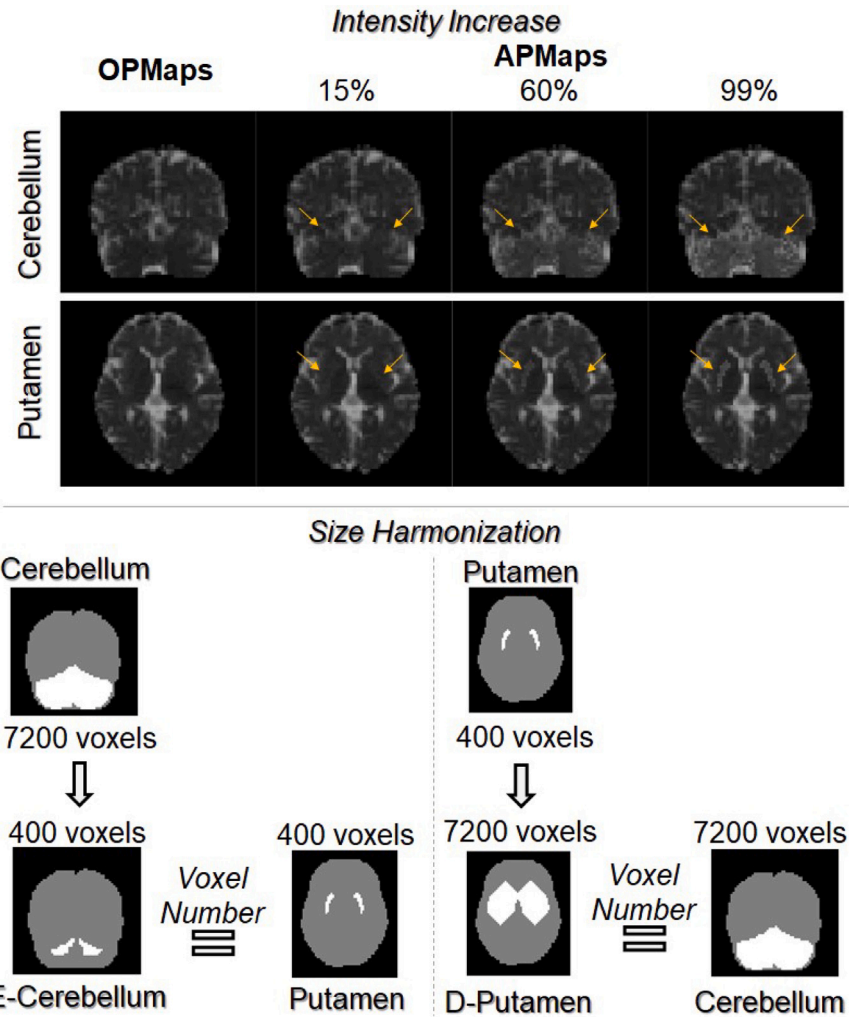 Intensity Increase
OPMaps
APMaps
15%
60%
99%
Cerebellum
Putamen
Size Harmonization
Cerebellum
Putamen
7200 voxels
400 voxels
400 voxels
400 voxels
7200 voxels
7200 voxels
Voxel
Number
Voxel
Number
E-Cerebellum
Putamen
D-Putamen
Cerebellum